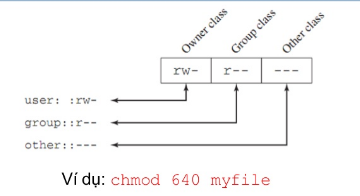 Owner class Group class Other class
rw- r-- ---
user: :rw-
group::r--
other::---
Ví dụ: chmod 640 myfile